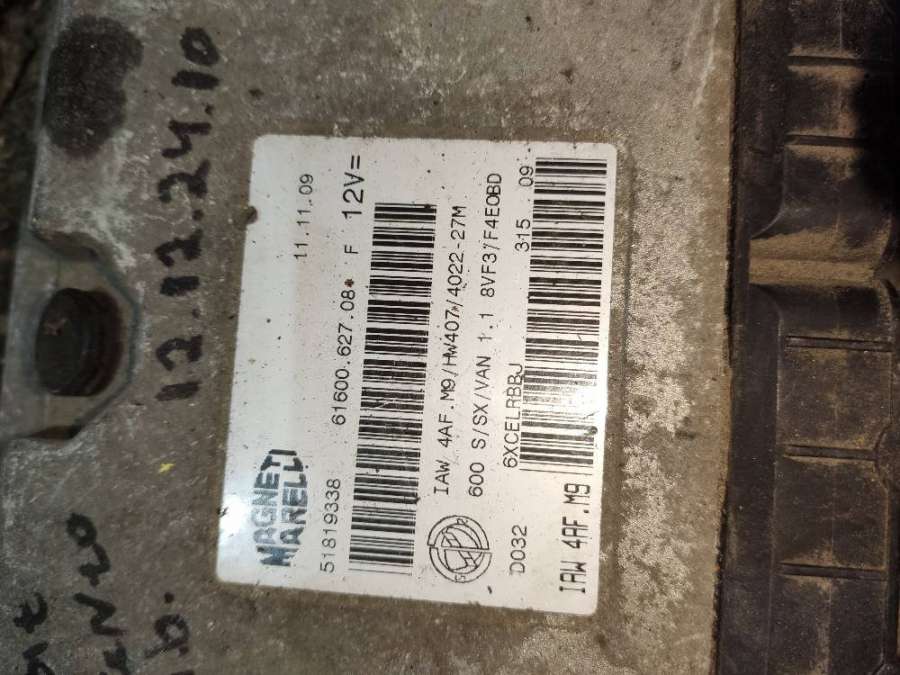 12.12.24.10
MAGNETI
MARELLI
11.11.09
51819338
61600.627.08
F
12V=
IAW 4AF.M9/HW407/4022-27M
600 S/SX/VAN 1.1 8VF3/F4EOBD
6XCELRBBJ
315
09
D032
IAW 4AF.M9